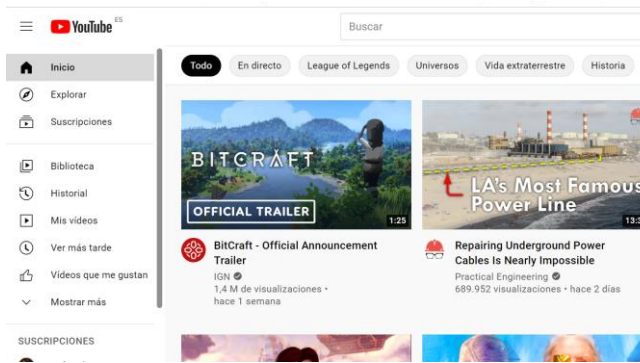 YouTube ES
Buscar
Inicio
Explorar
Suscripciones
Biblioteca
Historial
Mis vídeos
Ver más tarde
Vídeos que me gustan
Mostrar más
SUSCRIPCIONES
Todo
En directo
League of Legends
Universos
Vida extraterrestre
Historia
BITCRAFT
OFFICIAL TRAILER
1:25
BitCraft - Official Announcement
Trailer
IGN
1,4 M de visualizaciones •
hace 1 semana
LA's Most Famous
Power Line
Repairing Underground Power
Cables Is Nearly Impossible
Practical Engineering
689.952 visualizaciones • hace 2 días